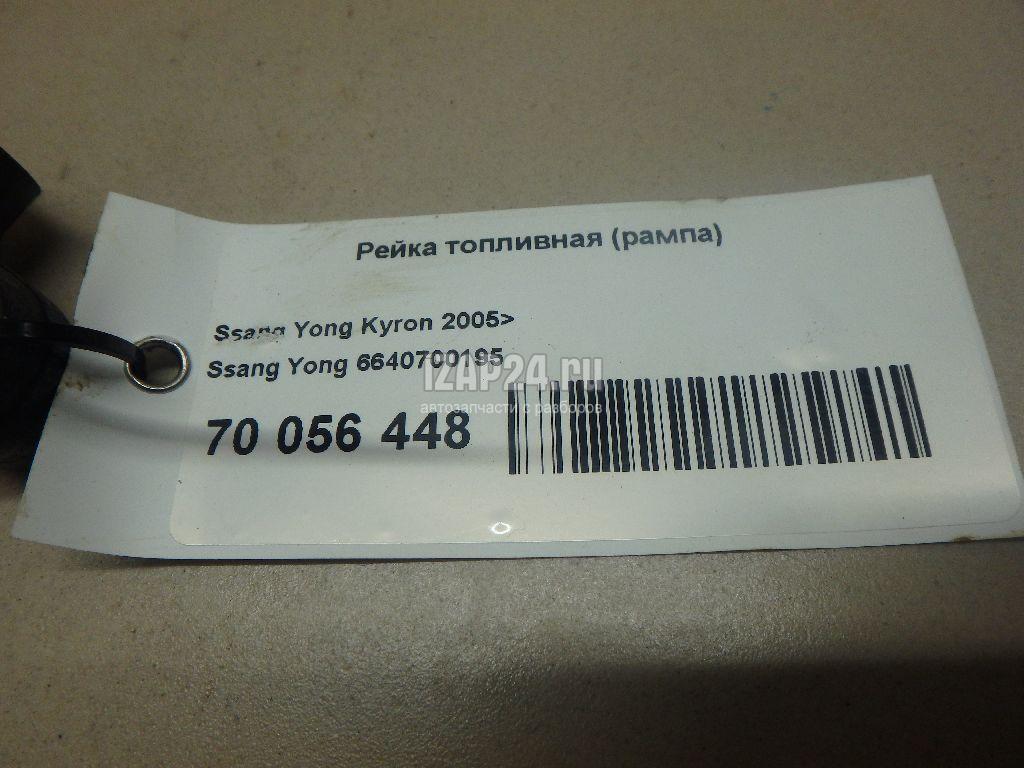 Рейка топливная (рампа)
Ssang Yong Kyron 2005>
Ssang Yong 6640700195
IZAP24.ru
автозапчасти с разборов
70 056 448